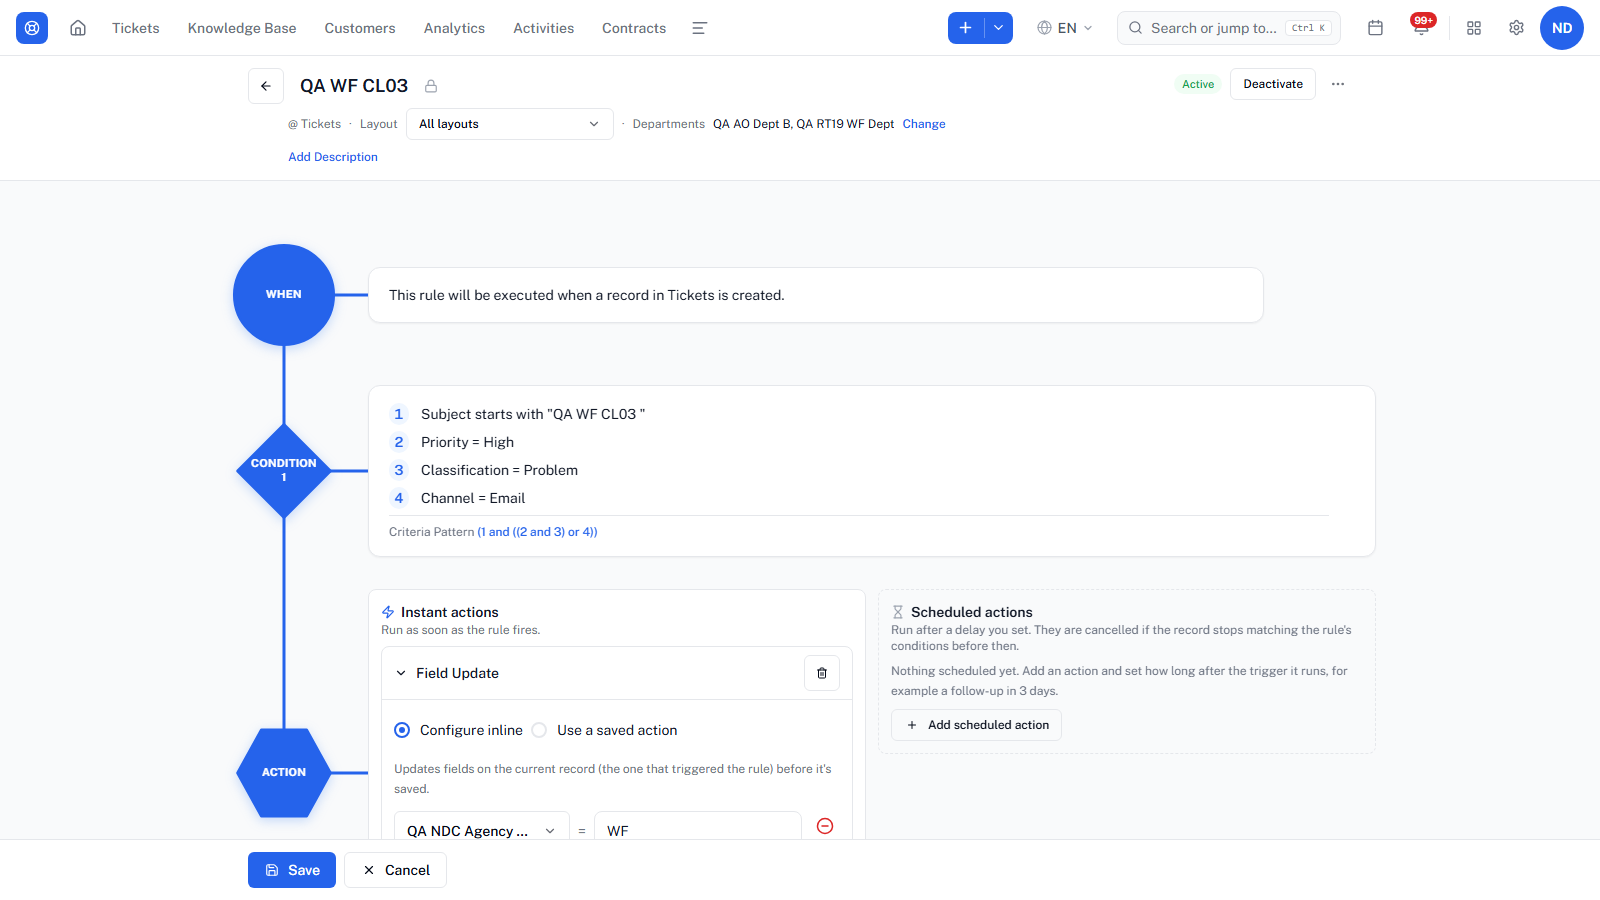 Tickets
Knowledge Base
Customers
Analytics
Activities
Contracts
EN
Search or jump to...
Ctrl K
99+
ND
QA WF CL03
Active
Deactivate
@ Tickets · Layout
All layouts
· Departments QA AO Dept B, QA RT19 WF Dept Change
Add Description
WHEN
This rule will be executed when a record in Tickets is created.
CONDITION
1
1 Subject starts with "QA WF CL03 "
2 Priority = High
3 Classification = Problem
4 Channel = Email
Criteria Pattern (1 and ((2 and 3) or 4))
ACTION
Instant actions
Run as soon as the rule fires.
Field Update
Configure inline
Use a saved action
Updates fields on the current record (the one that triggered the rule) before it's
saved.
QA NDC Agency ...
=
WF
Scheduled actions
Run after a delay you set. They are cancelled if the record stops matching the rule's
conditions before then.
Nothing scheduled yet. Add an action and set how long after the trigger it runs, for
example a follow-up in 3 days.
+ Add scheduled action
Save
Cancel